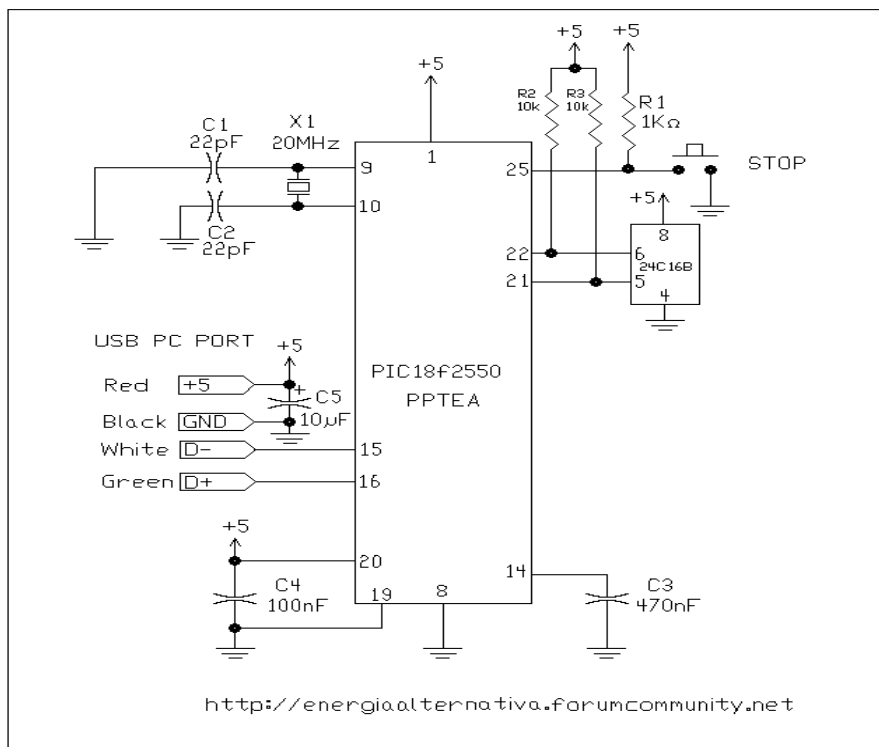 +5
+5
+5
C1
22pF
X1
20MHz
R2
10k
R3
10k
R1
1KΩ
9
1
25
STOP
10
C2
22pF
+5
8
22
6
24C16B
21
5
4
USB PC PORT
+5
PIC18f2550
PPTEA
Red
+5
+
C5
10µF
Black
GND
White
D-
15
Green
D+
16
+5
20
14
C4
100nF
19
8
C3
470nF
http://energiaalternativa.forumcommunity.net